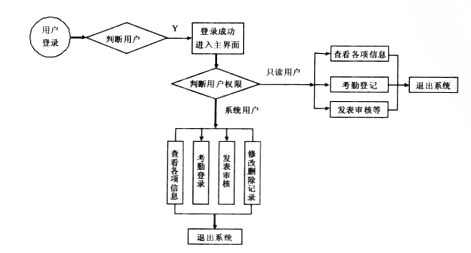 用户
登录
判断用户
Y
登录成功
进入主界面
判断用户权限
只读用户
查看各项信息
考勤登记
发表审核等
退出系统
系统用户
查看各项信息
考勤登录
发表审核
修改删除记录
退出系统